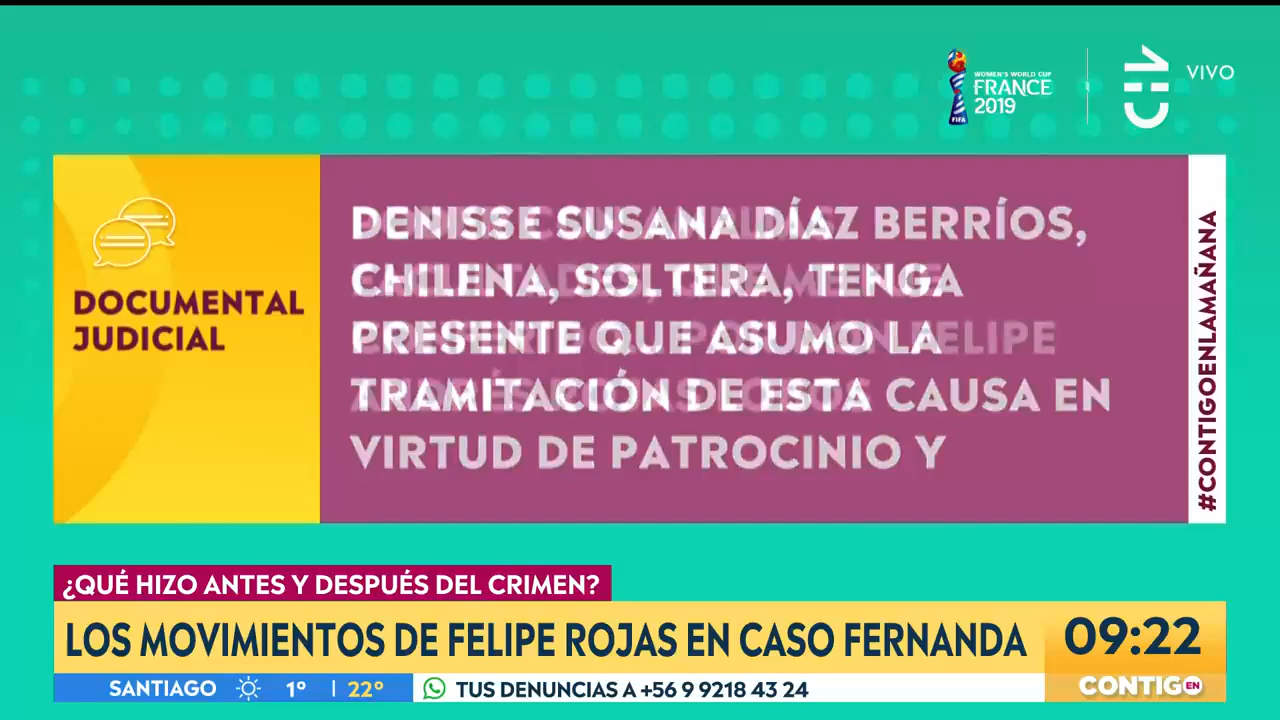 WOMEN'S WORLD CUP
FRANCE
2019
FIFA
CHV
VIVO
DOCUMENTAL
JUDICIAL
DENISSE SUSANA DÍAZ BERRÍOS,
CHILENA, SOLTERA, TENGA
PRESENTE QUE ASUMO LA
TRAMITACIÓN DE ESTA CAUSA EN
VIRTUD DE PATROCINIO Y
FELIPE
#CONTIGOENLAMAÑANA
¿QUÉ HIZO ANTES Y DESPUÉS DEL CRIMEN?
LOS MOVIMIENTOS DE FELIPE ROJAS EN CASO FERNANDA
09:22
SANTIAGO 1° | 22°
TUS DENUNCIAS A +56 9 9218 43 24
CONTIGO EN